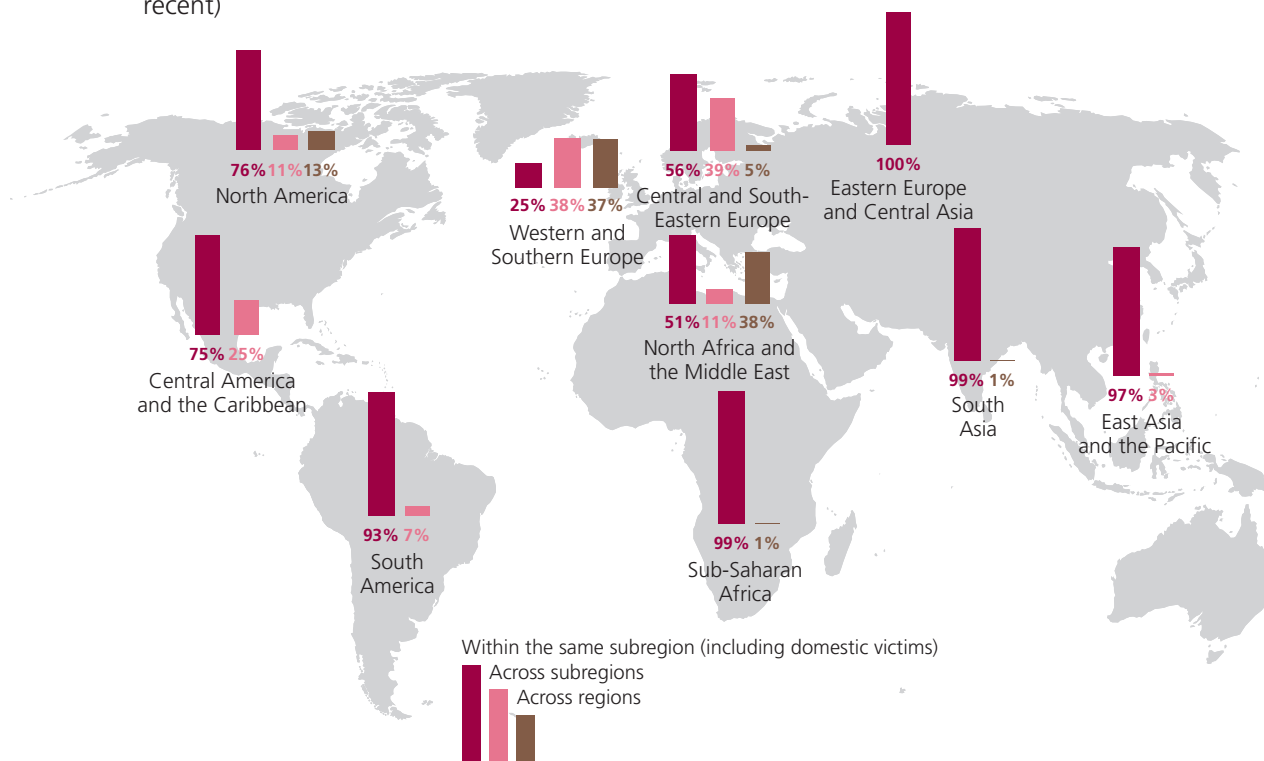 recent)
76% 11% 13%
North America
25% 38% 37%
Western and
Southern Europe
56% 39% 5%
Central and South-
Eastern Europe
100%
Eastern Europe
and Central Asia
75% 25%
Central America
and the Caribbean
51% 11% 38%
North Africa and
the Middle East
99% 1%
South
Asia
97% 3%
East Asia
and the Pacific
93% 7%
South
America
99% 1%
Sub-Saharan
Africa
Within the same subregion (including domestic victims)
Across subregions
Across regions